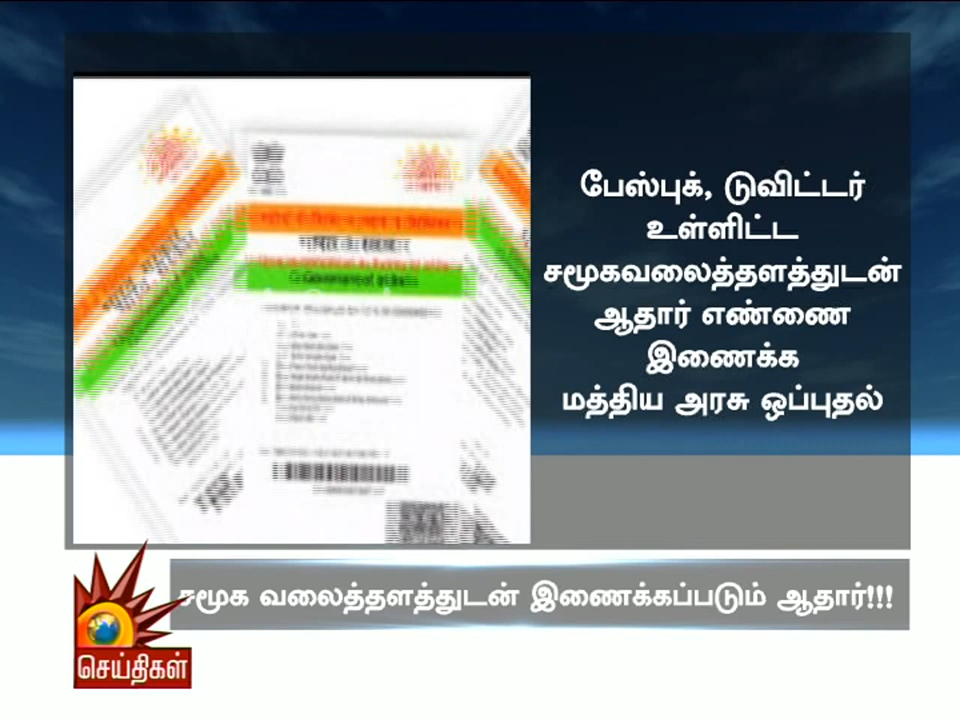 பேஸ்புக், டுவிட்டர்
உள்ளிட்ட
சமூகவலைத்தளத்துடன்
ஆதார் எண்ணை
இணைக்க
மத்திய அரசு ஒப்புதல்
சமூக வலைத்தளத்துடன் இணைக்கப்படும் ஆதார்!!!
செய்திகள்